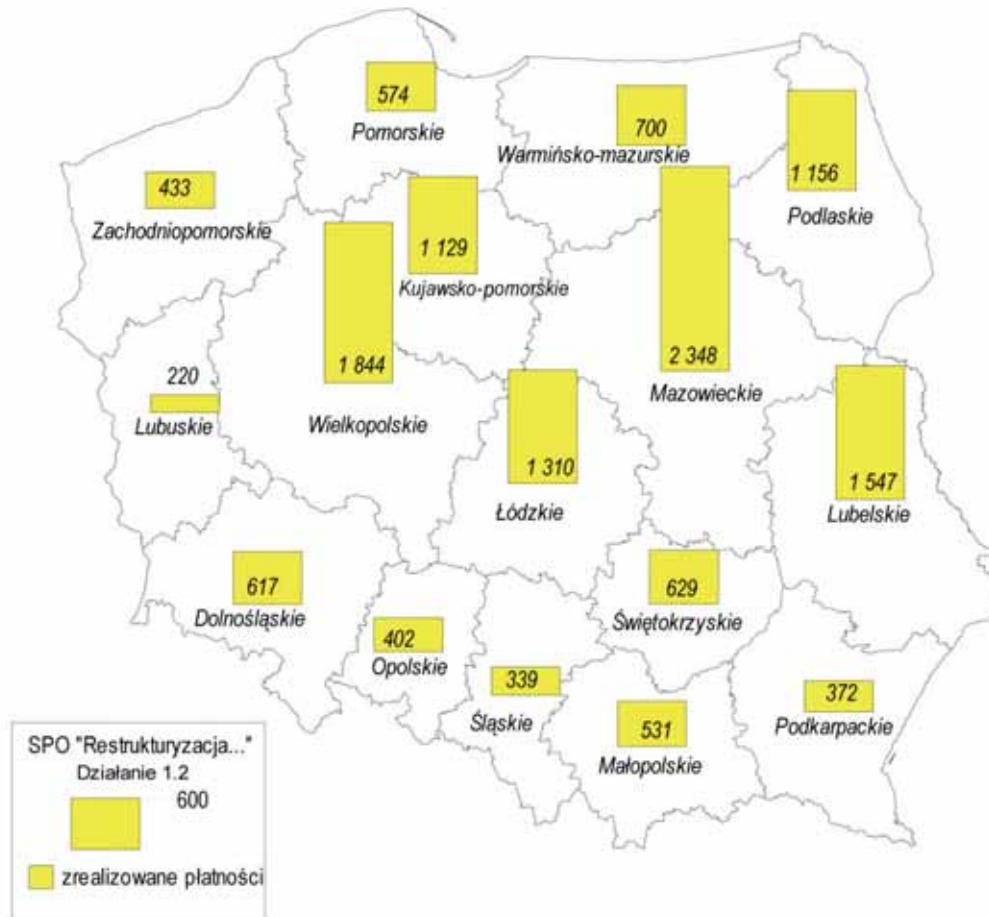 574
Pomorskie
700
Warmińsko-mazurskie
1 156
Podlaskie
433
Zachodniopomorskie
1 129
Kujawsko-pomorskie
220
Lubuskie
1 844
Wielkopolskie
2 348
Mazowieckie
1 310
Łódzkie
1 547
Lubelskie
617
Dolnośląskie
402
Opolskie
339
Śląskie
629
Świętokrzyskie
531
Małopolskie
372
Podkarpackie
SPO "Restrukturyzacja..."
Działanie 1.2
600
zrealizowane płatności